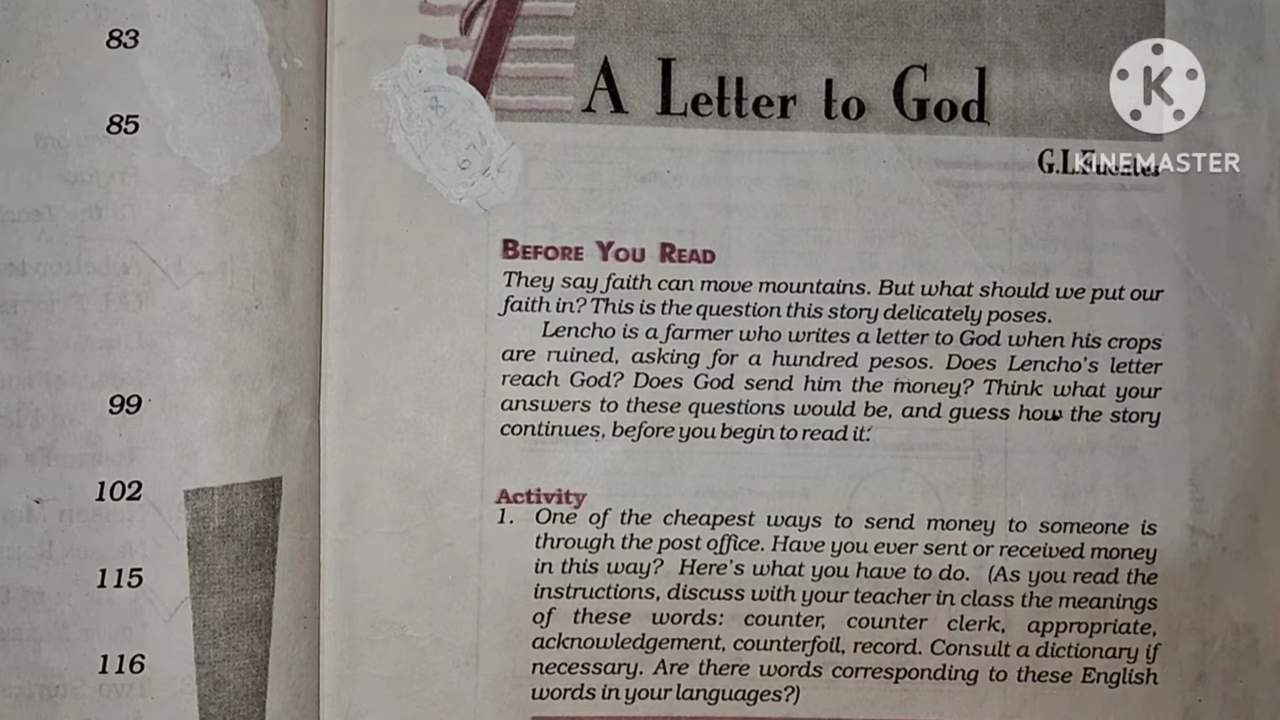 83
85
99
102
115
116
A Letter to God
G.L.Fuentes
K
KINEMASTER
BEFORE YOU READ
They say faith can move mountains. But what should we put our
faith in? This is the question this story delicately poses.
Lencho is a farmer who writes a letter to God when his crops
are ruined, asking for a hundred pesos. Does Lencho's letter
reach God? Does God send him the money? Think what your
answers to these questions would be, and guess how the story
continues, before you begin to read it.
Activity
1. One of the cheapest ways to send money to someone is
through the post office. Have you ever sent or received money
in this way? Here's what you have to do. (As you read the
instructions, discuss with your teacher in class the meanings
of these words: counter, counter clerk, appropriate,
acknowledgement, counterfoil, record. Consult a dictionary if
necessary. Are there words corresponding to these English
words in your languages?)